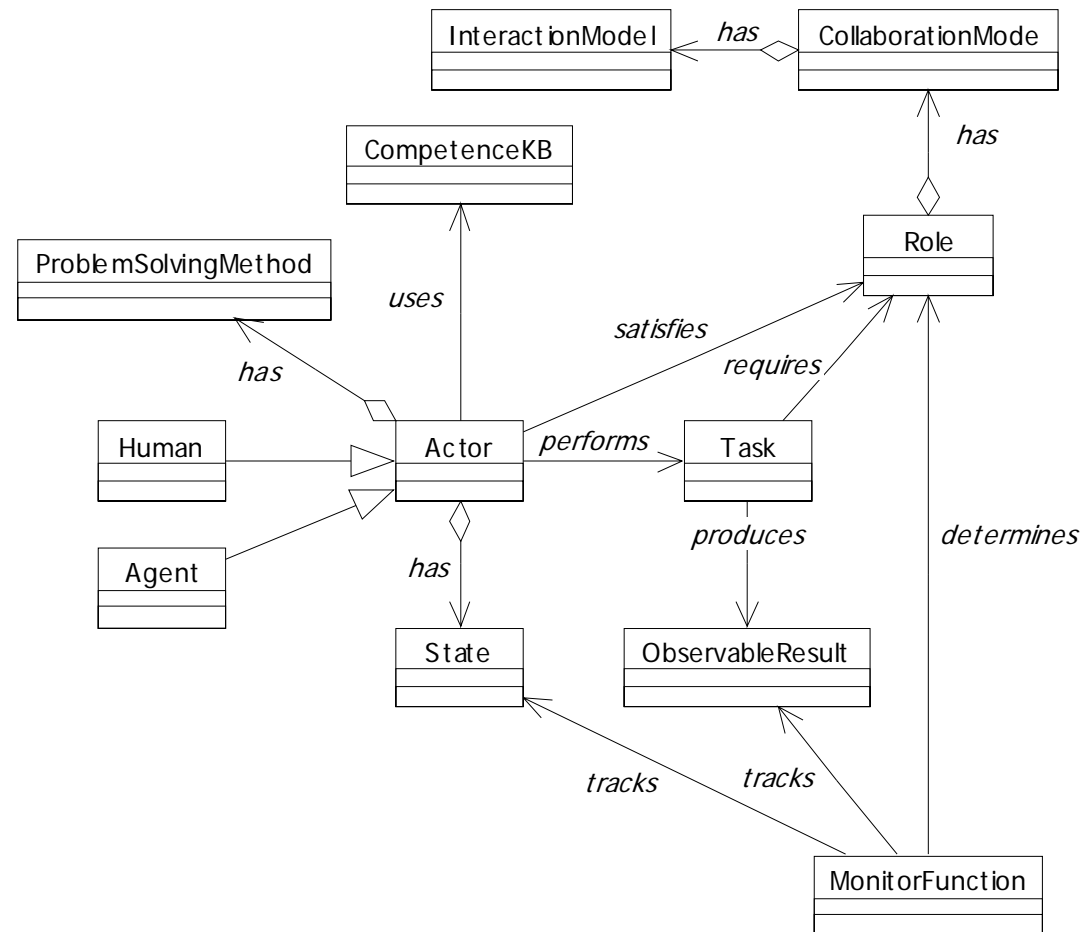 InteractionModel
has
CollaborationMode
has
CompetenceKB
Role
ProblemSolvingMethod
uses
satisfies
has
requires
Human
Actor
performs
Task
produces
determines
Agent
has
State
ObservableResult
tracks
tracks
MonitorFunction